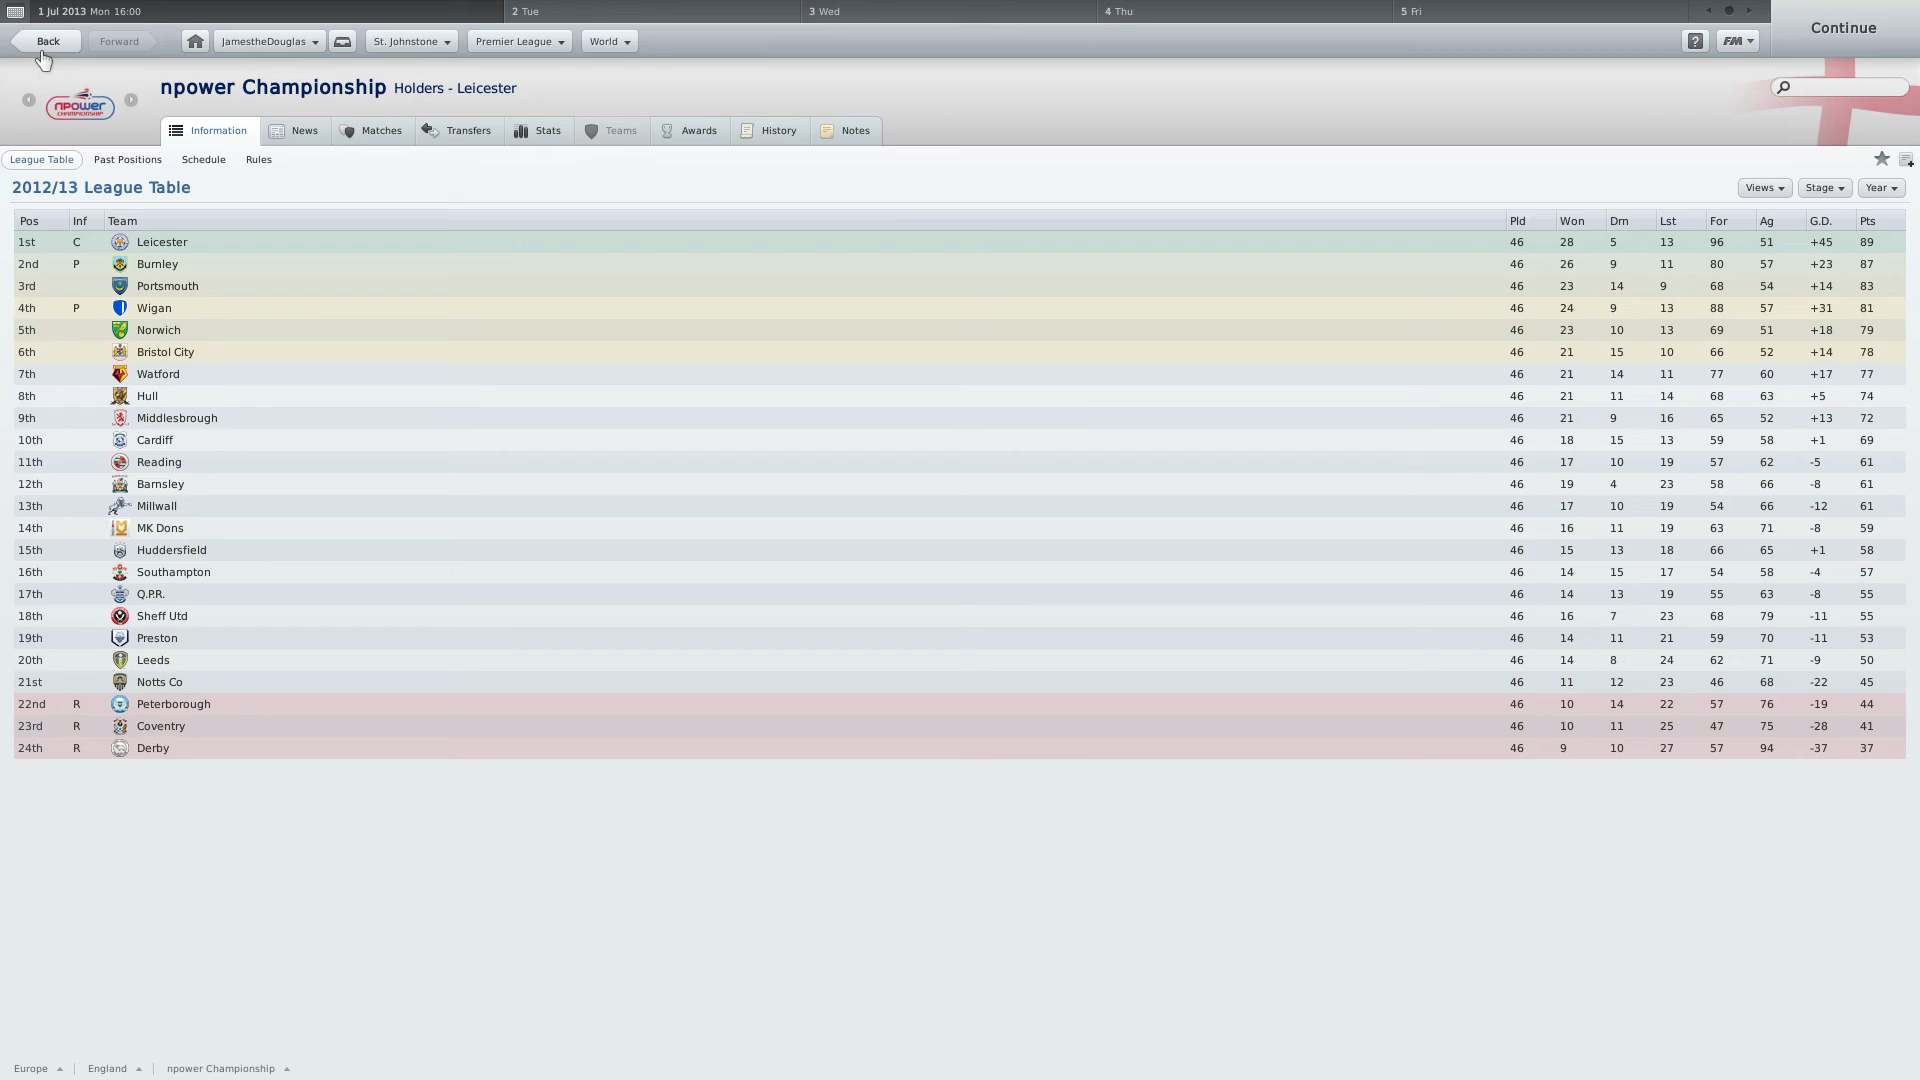 1 Jul 2013 Mon 16:00 2 Tue 3 Wed 4 Thu 5 Fri
Back Forward JamestheDouglas St. Johnstone Premier League World ? FM Continue
npower Championship Holders - Leicester
npower CHAMPIONSHIP
Information News Matches Transfers Stats Teams Awards History Notes
League Table Past Positions Schedule Rules
2012/13 League Table Views Stage Year
Pos Inf Team Pld Won Drn Lst For Ag G.D. Pts
1st C Leicester 46 28 5 13 96 51 +45 89
2nd P Burnley 46 26 9 11 80 57 +23 87
3rd Portsmouth 46 23 14 9 68 54 +14 83
4th P Wigan 46 24 9 13 88 57 +31 81
5th Norwich 46 23 10 13 69 51 +18 79
6th Bristol City 46 21 15 10 66 52 +14 78
7th Watford 46 21 14 11 77 60 +17 77
8th Hull 46 21 11 14 68 63 +5 74
9th Middlesbrough 46 21 9 16 65 52 +13 72
10th Cardiff 46 18 15 13 59 58 +1 69
11th Reading 46 17 10 19 57 62 -5 61
12th Barnsley 46 19 4 23 58 66 -8 61
13th Millwall 46 17 10 19 54 66 -12 61
14th MK Dons 46 16 11 19 63 71 -8 59
15th Huddersfield 46 15 13 18 66 65 +1 58
16th Southampton 46 14 15 17 54 58 -4 57
17th Q.P.R. 46 14 13 19 55 63 -8 55
18th Sheff Utd 46 16 7 23 68 79 -11 55
19th Preston 46 14 11 21 59 70 -11 53
20th Leeds 46 14 8 24 62 71 -9 50
21st Notts Co 46 11 12 23 46 68 -22 45
22nd R Peterborough 46 10 14 22 57 76 -19 44
23rd R Coventry 46 10 11 25 47 75 -28 41
24th R Derby 46 9 10 27 57 94 -37 37
Europe England npower Championship